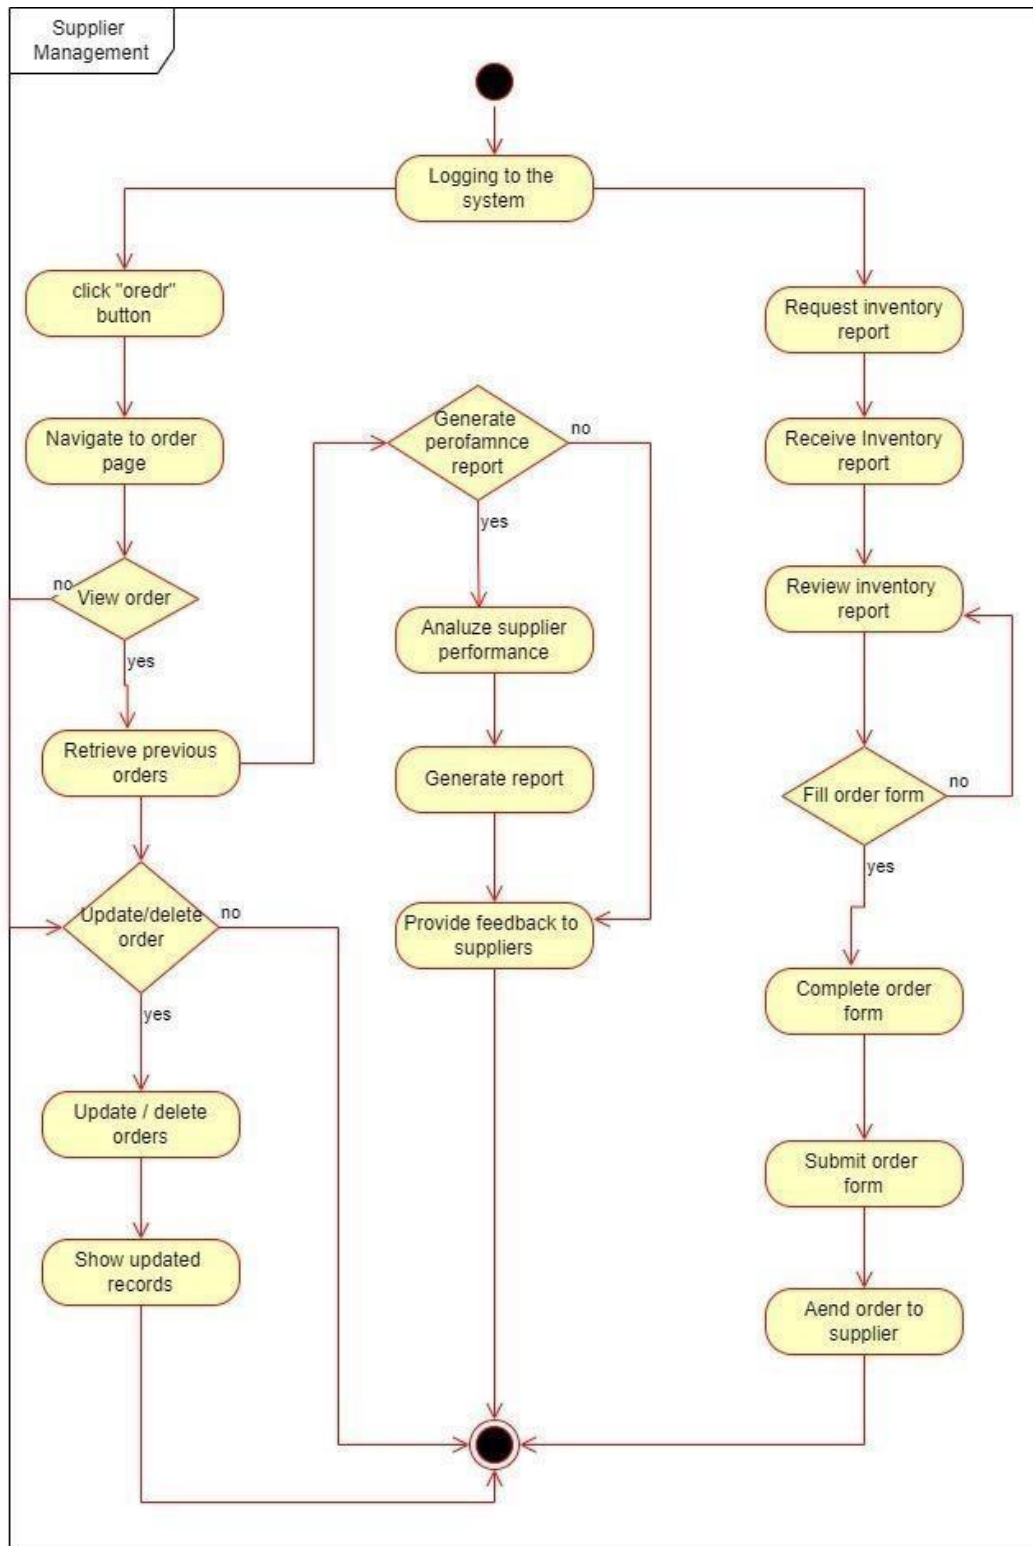 Supplier
Management
Logging to the
system
click "oredr"
button
Request inventory
report
Navigate to order
page
Generate
perofamnce
report
no
Receive Inventory
report
yes
no
View order
Review inventory
report
Analuze supplier
performance
yes
Retrieve previous
orders
Generate report
Fill order form
no
yes
Update/delete
order
no
Provide feedback to
suppliers
Complete order
form
yes
Update / delete
orders
Submit order
form
Show updated
records
Aend order to
supplier